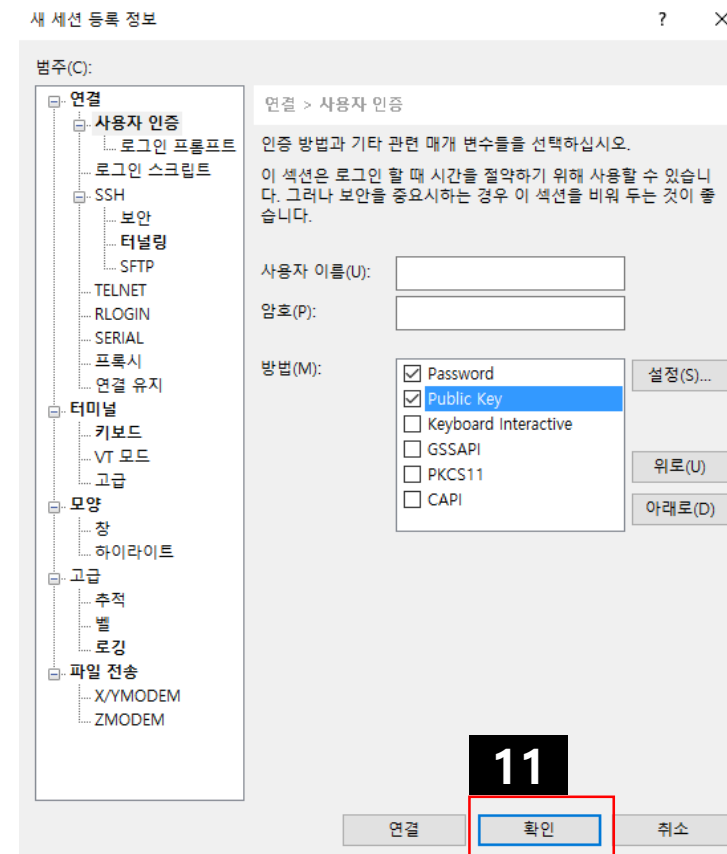 새 세션 등록 정보
? ×
범주(C):
연결
사용자 인증
로그인 프롬프트
로그인 스크립트
SSH
보안
터널링
SFTP
TELNET
RLOGIN
SERIAL
프록시
연결 유지
터미널
키보드
VT 모드
고급
모양
창
하이라이트
고급
추적
벨
로깅
파일 전송
X/YMODEM
ZMODEM
연결 > 사용자 인증
인증 방법과 기타 관련 매개 변수들을 선택하십시오.
이 섹션은 로그인 할 때 시간을 절약하기 위해 사용할 수 있습니
다. 그러나 보안을 중요시하는 경우 이 섹션을 비워 두는 것이 좋
습니다.
사용자 이름(U):
암호(P):
방법(M):
Password
Public Key
Keyboard Interactive
GSSAPI
PKCS11
CAPI
설정(S)...
위로(U)
아래로(D)
11
연결
확인
취소